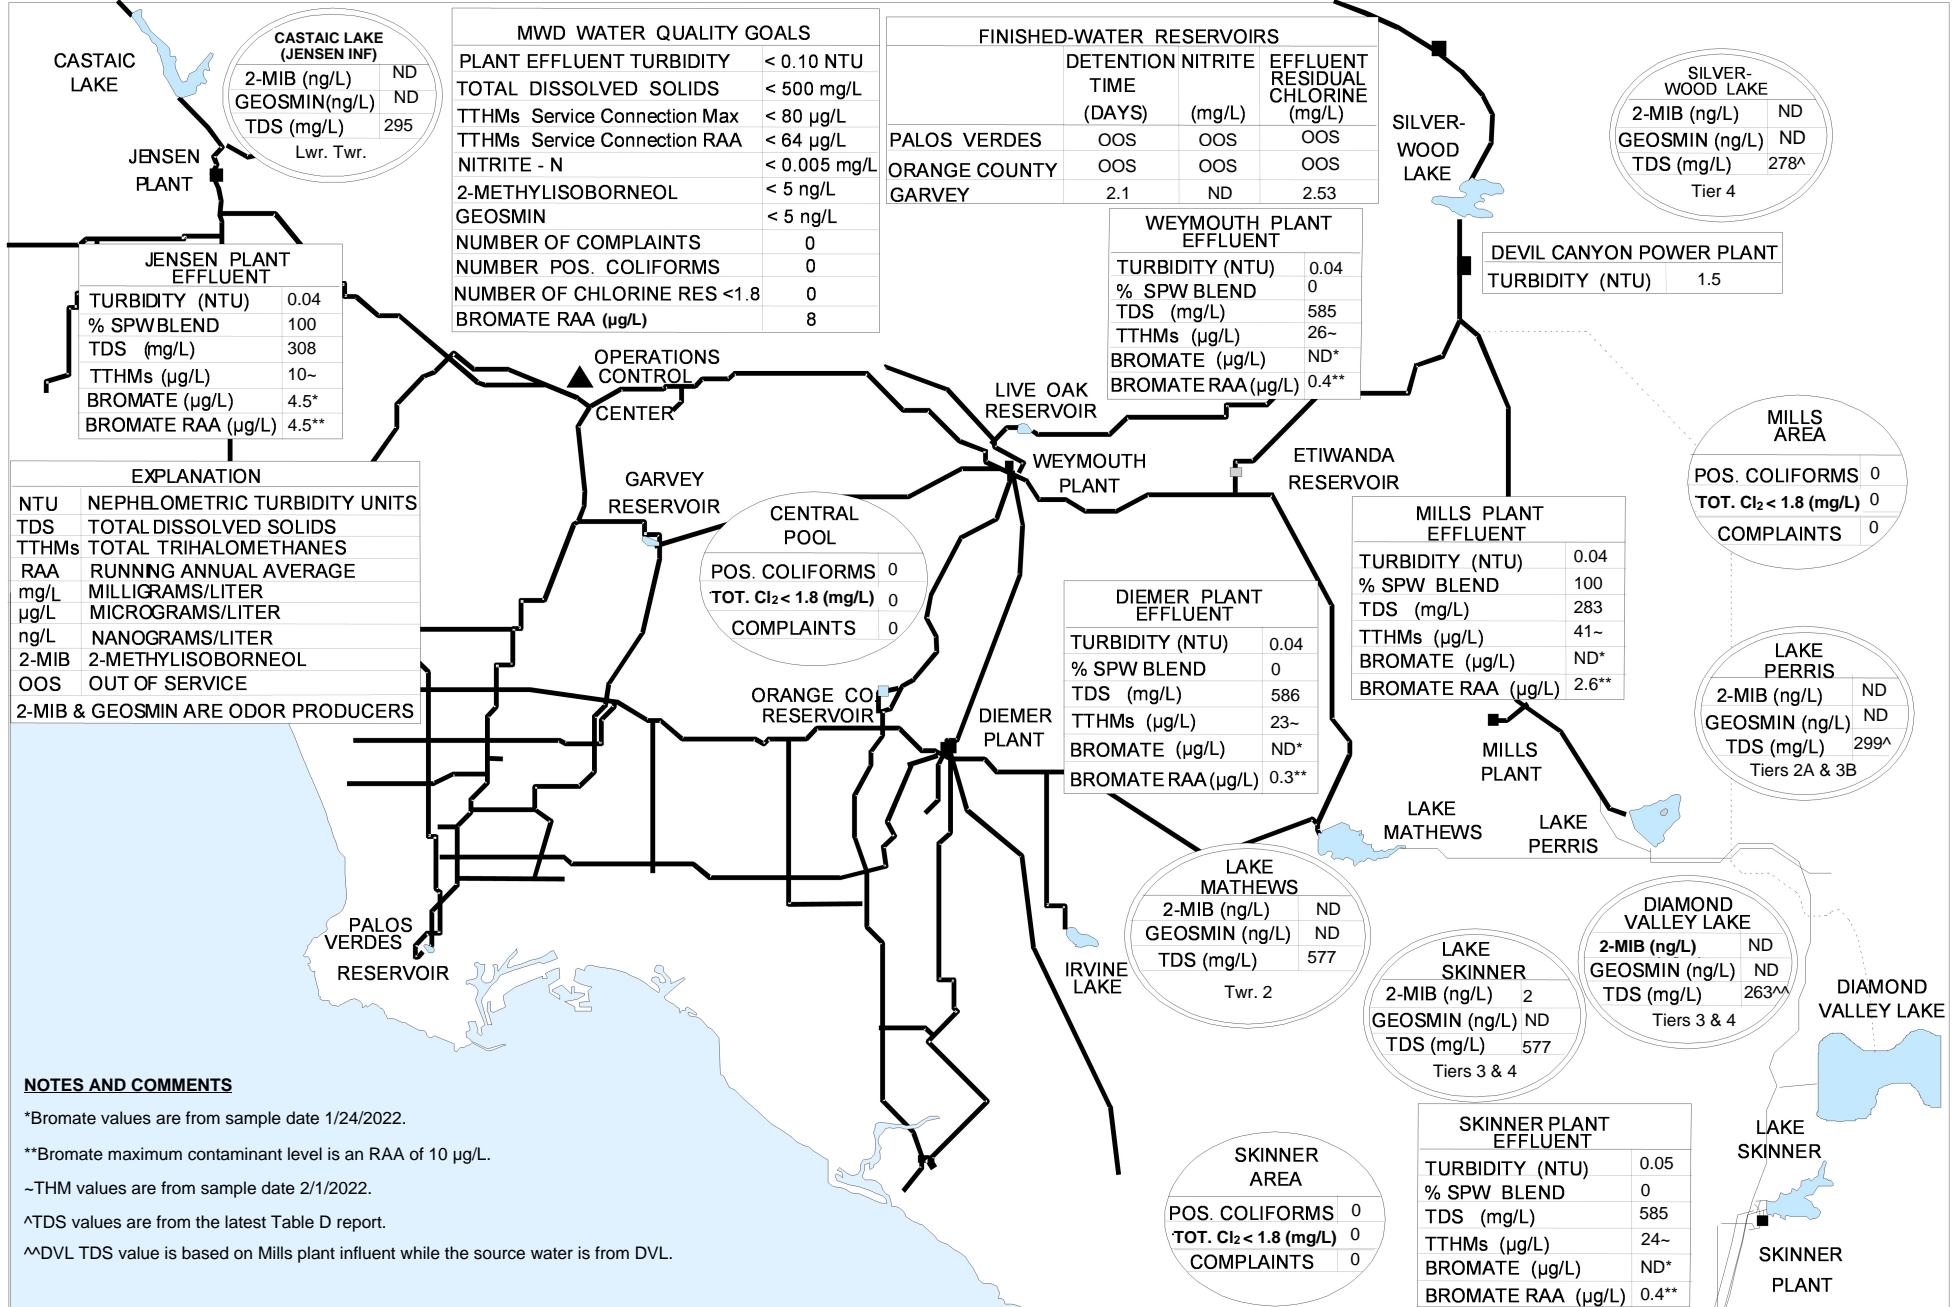 CASTAIC
LAKE
CASTAIC LAKE
(JENSEN INF)
2-MIB (ng/L) ND
GEOSMIN(ng/L) ND
TDS (mg/L) 295
Lwr. Twr.
JENSEN
PLANT
MWD WATER QUALITY GOALS
PLANT EFFLUENT TURBIDITY < 0.10 NTU
TOTAL DISSOLVED SOLIDS < 500 mg/L
TTHMs Service Connection Max < 80 µg/L
TTHMs Service Connection RAA < 64 µg/L
NITRITE - N < 0.005 mg/L
2-METHYLISOBORNEOL < 5 ng/L
GEOSMIN < 5 ng/L
NUMBER OF COMPLAINTS 0
NUMBER POS. COLIFORMS 0
NUMBER OF CHLORINE RES <1.8 0
BROMATE RAA (µg/L) 8
FINISHED-WATER RESERVOIRS
DETENTION NITRITE EFFLUENT
TIME RESIDUAL
CHLORINE
(DAYS) (mg/L) (mg/L)
PALOS VERDES OOS OOS OOS
ORANGE COUNTY OOS OOS OOS
GARVEY 2.1 ND 2.53
SILVER-
WOOD
LAKE
SILVER-
WOOD LAKE
2-MIB (ng/L) ND
GEOSMIN (ng/L) ND
TDS (mg/L) 278^
Tier 4
WEYMOUTH PLANT
EFFLUENT
TURBIDITY (NTU) 0.04
% SPW BLEND 0
TDS (mg/L) 585
TTHMs (µg/L) 26~
BROMATE (µg/L) ND*
BROMATE RAA (µg/L) 0.4**
DEVIL CANYON POWER PLANT
TURBIDITY (NTU) 1.5
JENSEN PLANT
EFFLUENT
TURBIDITY (NTU) 0.04
% SPW BLEND 100
TDS (mg/L) 308
TTHMs (µg/L) 10~
BROMATE (µg/L) 4.5*
BROMATE RAA (µg/L) 4.5**
OPERATIONS
CONTROL
CENTER
LIVE OAK
RESERVOIR
WEYMOUTH
PLANT
ETIWANDA
RESERVOIR
GARVEY
RESERVOIR
MILLS
AREA
POS. COLIFORMS 0
TOT. Cl2 < 1.8 (mg/L) 0
COMPLAINTS 0
EXPLANATION
NTU NEPHELOMETRIC TURBIDITY UNITS
TDS TOTAL DISSOLVED SOLIDS
TTHMs TOTAL TRIHALOMETHANES
RAA RUNNING ANNUAL AVERAGE
mg/L MILLIGRAMS/LITER
µg/L MICROGRAMS/LITER
ng/L NANOGRAMS/LITER
2-MIB 2-METHYLISOBORNEOL
OOS OUT OF SERVICE
2-MIB & GEOSMIN ARE ODOR PRODUCERS
CENTRAL
POOL
POS. COLIFORMS 0
TOT. Cl2 < 1.8 (mg/L) 0
COMPLAINTS 0
MILLS PLANT
EFFLUENT
TURBIDITY (NTU) 0.04
% SPW BLEND 100
TDS (mg/L) 283
TTHMs (µg/L) 41~
BROMATE (µg/L) ND*
BROMATE RAA (µg/L) 2.6**
DIEMER PLANT
EFFLUENT
TURBIDITY (NTU) 0.04
% SPW BLEND 0
TDS (mg/L) 586
TTHMs (µg/L) 23~
BROMATE (µg/L) ND*
BROMATE RAA (µg/L) 0.3**
ORANGE CO
RESERVOIR
DIEMER
PLANT
LAKE
PERRIS
2-MIB (ng/L) ND
GEOSMIN (ng/L) ND
TDS (mg/L) 299^
Tiers 2A & 3B
MILLS
PLANT
LAKE
MATHEWS
LAKE
PERRIS
LAKE
MATHEWS
2-MIB (ng/L) ND
GEOSMIN (ng/L) ND
TDS (mg/L) 577
Twr. 2
PALOS
VERDES
RESERVOIR
IRVINE
LAKE
LAKE
SKINNER
2-MIB (ng/L) 2
GEOSMIN (ng/L) ND
TDS (mg/L) 577
Tiers 3 & 4
DIAMOND
VALLEY LAKE
2-MIB (ng/L) ND
GEOSMIN (ng/L) ND
TDS (mg/L) 263^^
Tiers 3 & 4
DIAMOND
VALLEY LAKE
NOTES AND COMMENTS
*Bromate values are from sample date 1/24/2022.
**Bromate maximum contaminant level is an RAA of 10 µg/L.
~THM values are from sample date 2/1/2022.
^TDS values are from the latest Table D report.
^^DVL TDS value is based on Mills plant influent while the source water is from DVL.
SKINNER
AREA
POS. COLIFORMS 0
TOT. Cl2 < 1.8 (mg/L) 0
COMPLAINTS 0
SKINNER PLANT
EFFLUENT
TURBIDITY (NTU) 0.05
% SPW BLEND 0
TDS (mg/L) 585
TTHMs (µg/L) 24~
BROMATE (µg/L) ND*
BROMATE RAA (µg/L) 0.4**
LAKE
SKINNER
SKINNER
PLANT